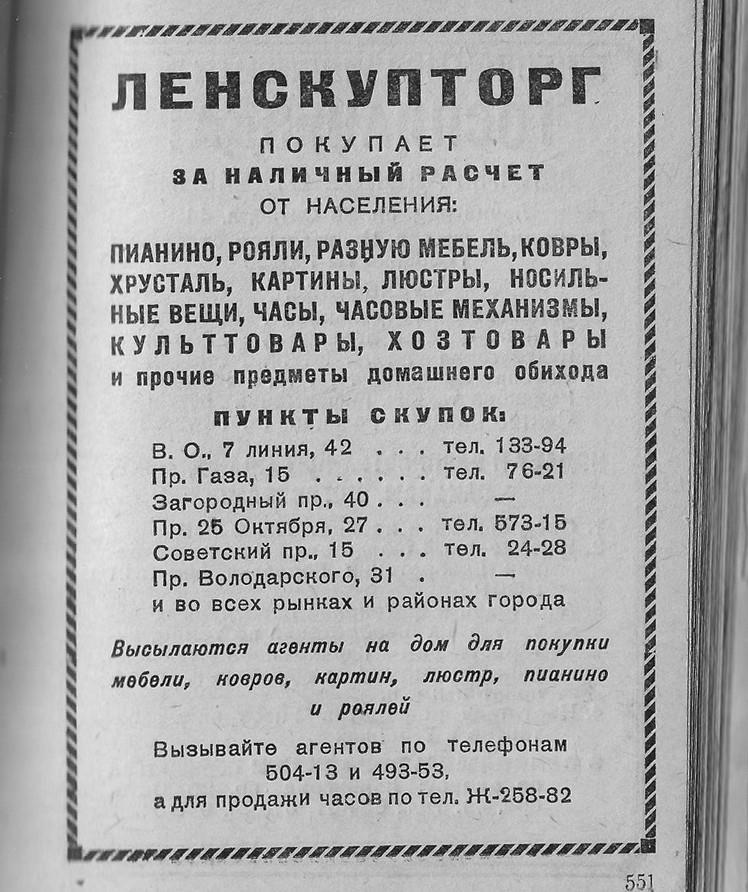 ЛЕНСКУПТОРГ
ПОКУПАЕТ
ЗА НАЛИЧНЫЙ РАСЧЕТ
ОТ НАСЕЛЕНИЯ:
ПИАНИНО, РОЯЛИ, РАЗНУЮ МЕБЕЛЬ, КОВРЫ,
ХРУСТАЛЬ, КАРТИНЫ, ЛЮСТРЫ, НОСИЛЬ-
НЫЕ ВЕЩИ, ЧАСЫ, ЧАСОВЫЕ МЕХАНИЗМЫ,
КУЛЬТТОВАРЫ, ХОЗТОВАРЫ
и прочие предметы домашнего обихода
ПУНКТЫ СКУПОК:
В. О., 7 линия, 42 . . . тел. 133-94
Пр. Газа, 15 . . . . . . тел. 76-21
Загородный пр., 40 . . . —
Пр. 25 Октября, 27 . . . тел. 573-15
Советский пр., 15 . . . тел. 24-28
Пр. Володарского, 31 . —
и во всех рынках и районах города
Высылаются агенты на дом для покупки
мебели, ковров, картин, люстр, пианино
и роялей
Вызывайте агентов по телефонам
504-13 и 493-53,
а для продажи часов по тел. Ж-258-82
551